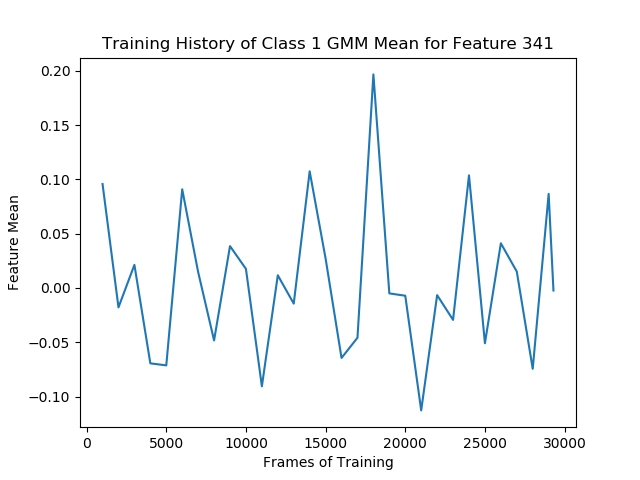 Training History of Class 1 GMM Mean for Feature 341
0.20
0.15
0.10
0.05
0.00
−0.05
−0.10
Feature Mean
0 5000 10000 15000 20000 25000 30000
Frames of Training